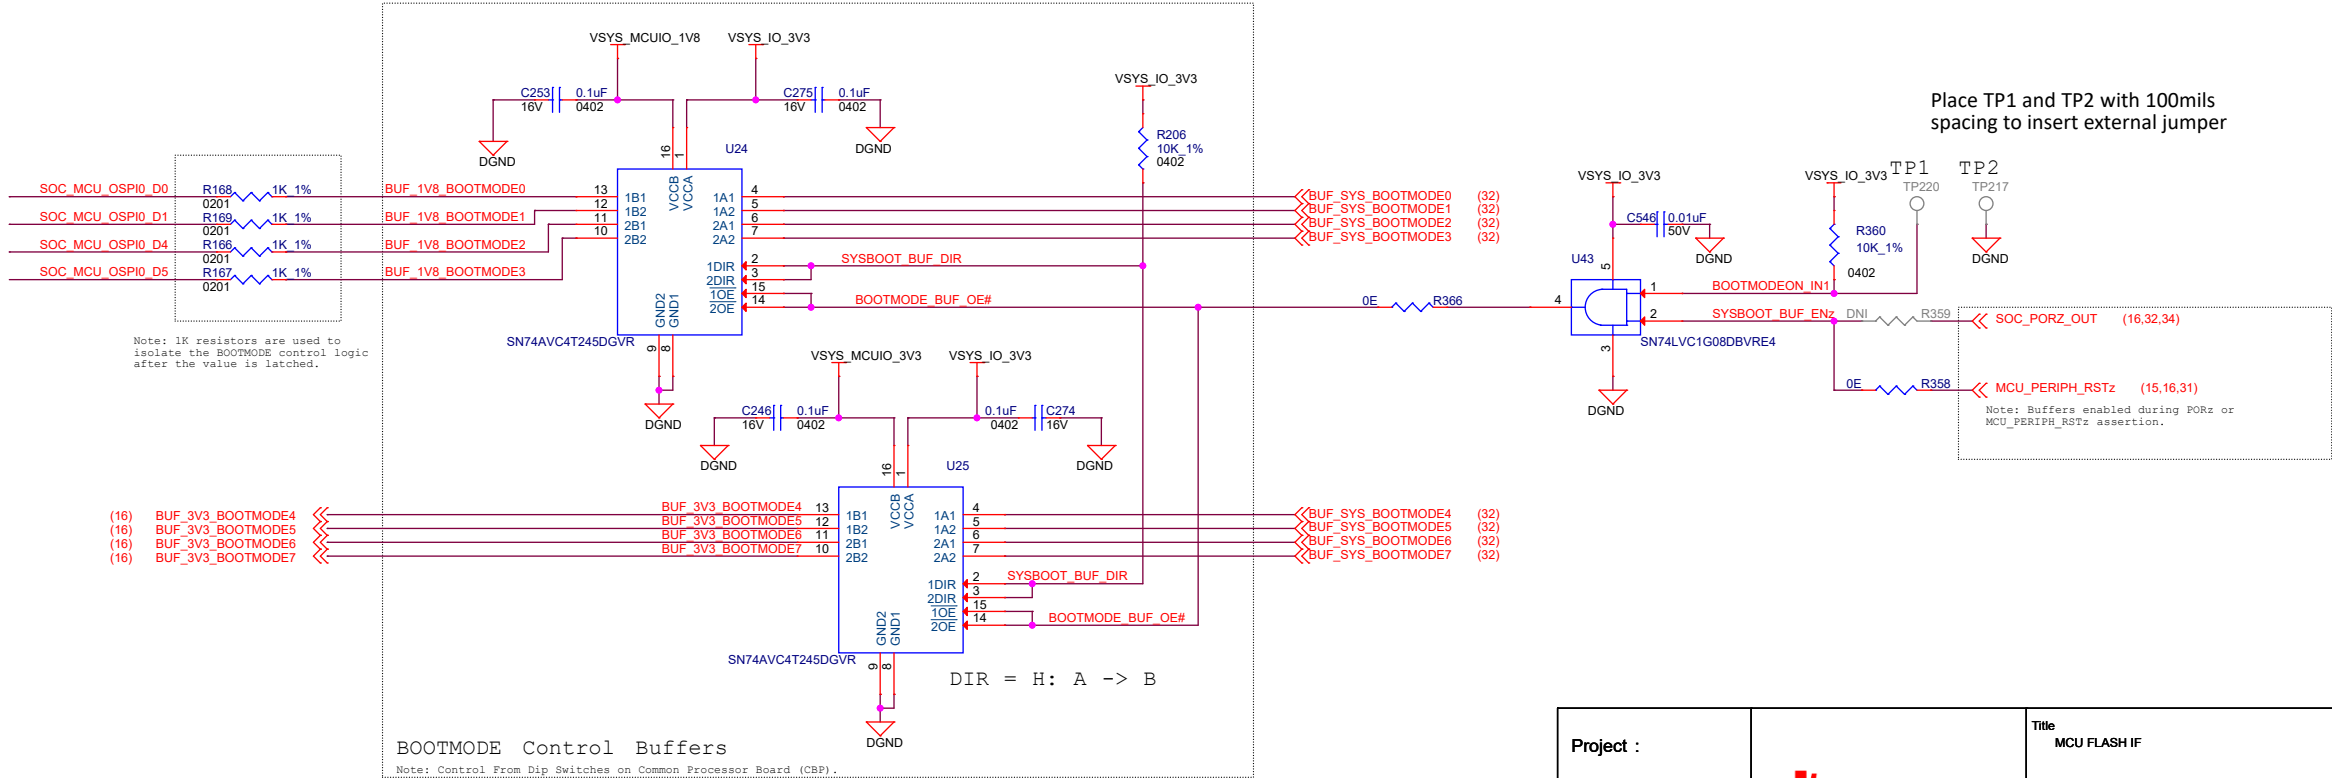 VSYS_MCUIO_1V8
VSYS_IO_3V3
C253
0.1uF
16V
0402
C275
0.1uF
16V
0402
DGND
DGND
VSYS_IO_3V3
R206
10K_1%
0402
Place TP1 and TP2 with 100mils
spacing to insert external jumper
U24
16
1
VCCB
VCCA
SOC_MCU_OSPI0_D0
R168
1K_1%
0201
BUF_1V8_BOOTMODE0
13
1B1
1A1
4
BUF_SYS_BOOTMODE0
(32)
SOC_MCU_OSPI0_D1
R169
1K_1%
0201
BUF_1V8_BOOTMODE1
12
1B2
1A2
5
BUF_SYS_BOOTMODE1
(32)
SOC_MCU_OSPI0_D4
R166
1K_1%
0201
BUF_1V8_BOOTMODE2
11
2B1
2A1
6
BUF_SYS_BOOTMODE2
(32)
SOC_MCU_OSPI0_D5
R167
1K_1%
0201
BUF_1V8_BOOTMODE3
10
2B2
2A2
7
BUF_SYS_BOOTMODE3
(32)
1DIR
2
SYSBOOT_BUF_DIR
2DIR
3
1OE
15
2OE
14
BOOTMODE_BUF_OE#
GND2
GND1
9
8
SN74AVC4T245DGVR
DGND
Note: 1K resistors are used to
isolate the BOOTMODE control logic
after the value is latched.
0E
R366
VSYS_IO_3V3
C546
0.01uF
50V
DGND
U43
5
4
1
2
3
SN74LVC1G08DBVRE4
DGND
VSYS_IO_3V3
R360
10K_1%
0402
TP1
TP220
TP2
TP217
DGND
BOOTMODEON_IN1
SYSBOOT_BUF_ENz
DNI
R359
SOC_PORZ_OUT
(16,32,34)
0E
R358
MCU_PERIPH_RSTz
(15,16,31)
Note: Buffers enabled during PORz or
MCU_PERIPH_RSTz assertion.
VSYS_MCUIO_3V3
VSYS_IO_3V3
C246
0.1uF
16V
0402
0.1uF
C274
0402
16V
DGND
DGND
U25
16
1
VCCB
VCCA
(16)
BUF_3V3_BOOTMODE4
BUF_3V3_BOOTMODE4
13
1B1
1A1
4
BUF_SYS_BOOTMODE4
(32)
(16)
BUF_3V3_BOOTMODE5
BUF_3V3_BOOTMODE5
12
1B2
1A2
5
BUF_SYS_BOOTMODE5
(32)
(16)
BUF_3V3_BOOTMODE6
BUF_3V3_BOOTMODE6
11
2B1
2A1
6
BUF_SYS_BOOTMODE6
(32)
(16)
BUF_3V3_BOOTMODE7
BUF_3V3_BOOTMODE7
10
2B2
2A2
7
BUF_SYS_BOOTMODE7
(32)
1DIR
2
SYSBOOT_BUF_DIR
2DIR
3
1OE
15
2OE
14
BOOTMODE_BUF_OE#
GND2
GND1
9
8
SN74AVC4T245DGVR
DIR = H: A -> B
DGND
BOOTMODE Control Buffers
Note: Control From Dip Switches on Common Processor Board (CBP).
Project :
Title
MCU FLASH IF